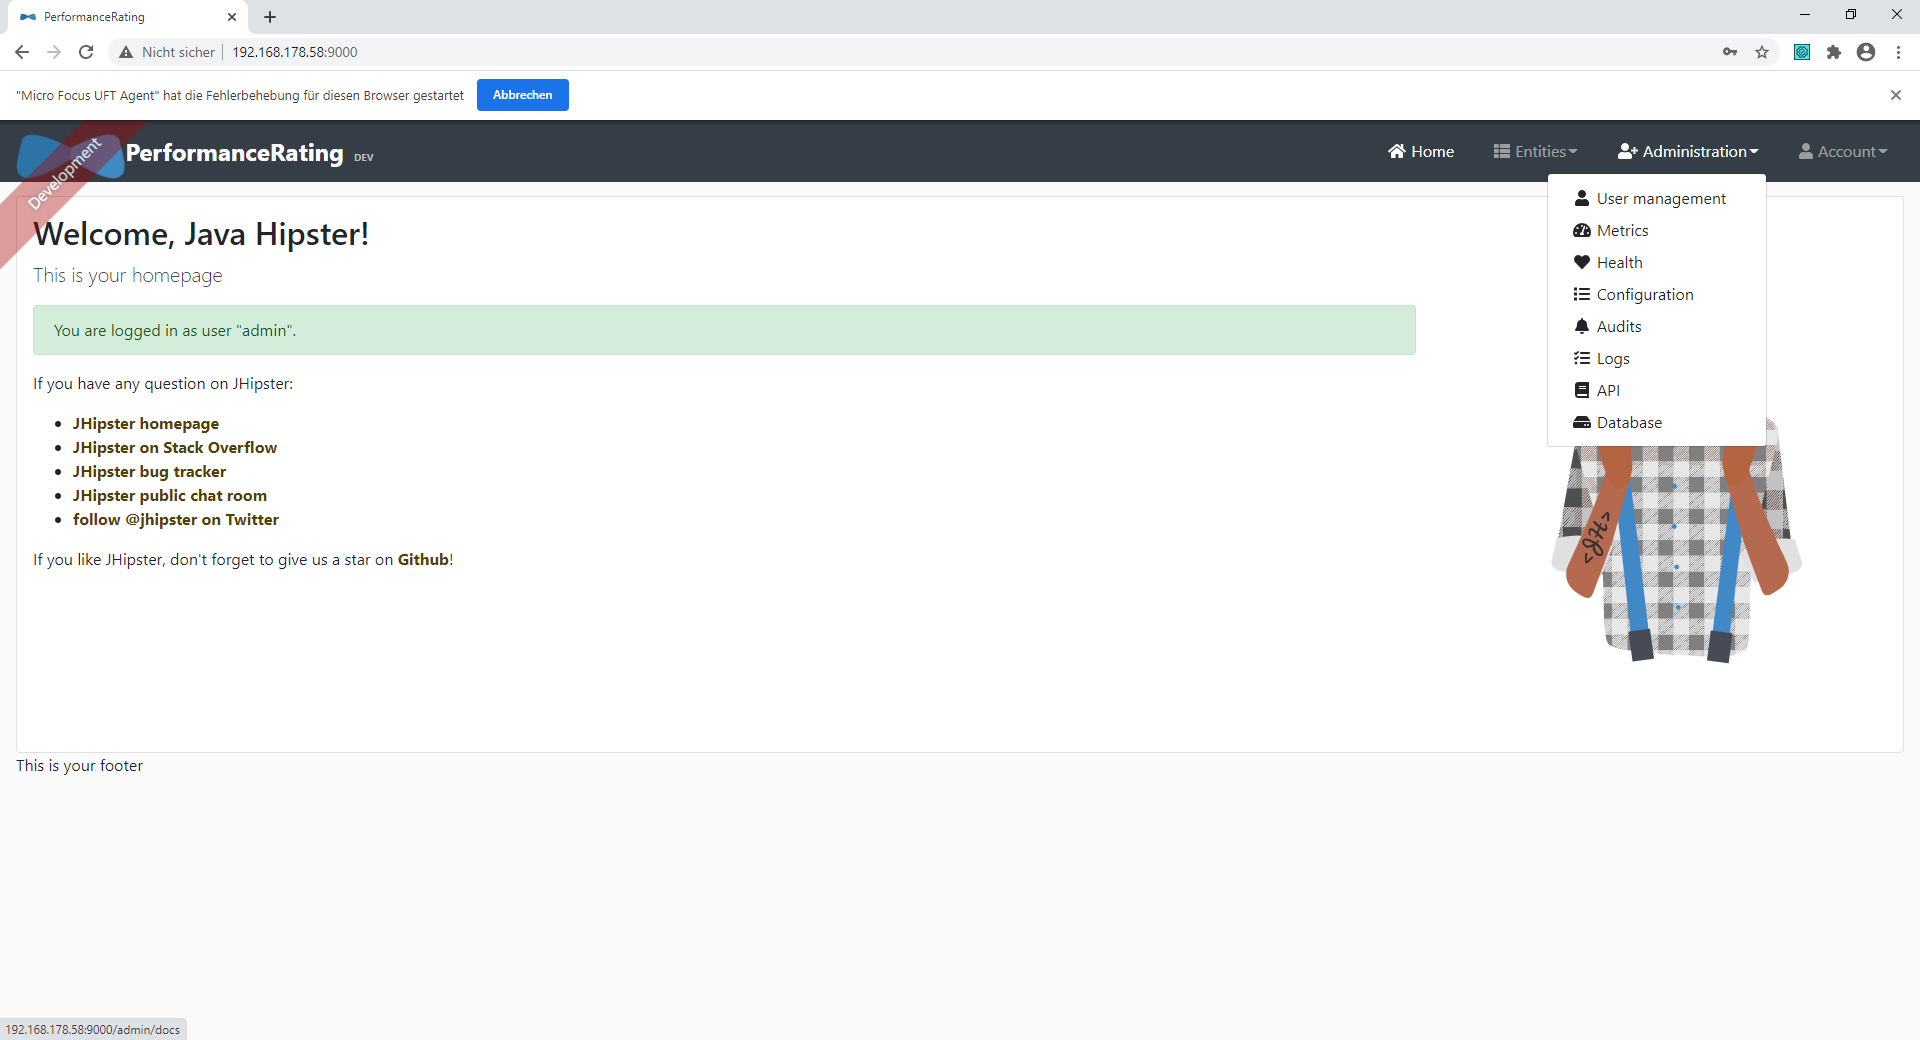 PerformanceRating
Nicht sicher
192.168.178.58:9000
"Micro Focus UFT Agent" hat die Fehlerbehebung für diesen Browser gestartet
Abbrechen
Development
PerformanceRating DEV
Home
Entities
Administration
Account
User management
Metrics
Health
Configuration
Audits
Logs
API
Database
Welcome, Java Hipster!
This is your homepage
You are logged in as user "admin".
If you have any question on JHipster:
JHipster homepage
JHipster on Stack Overflow
JHipster bug tracker
JHipster public chat room
follow @jhipster on Twitter
If you like JHipster, don't forget to give us a star on Github!
<JH>
This is your footer
192.168.178.58:9000/admin/docs